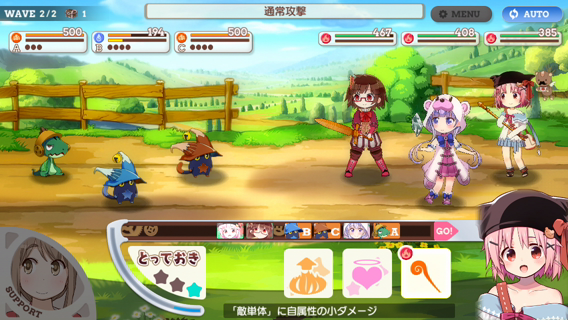 WAVE 2/2 1
通常攻撃
MENU
AUTO
500
A
174
B
500
C
467
408
385
B
C
A
GO!
とっておき
SUPPORT
「敵単体」に自属性の小ダメージ